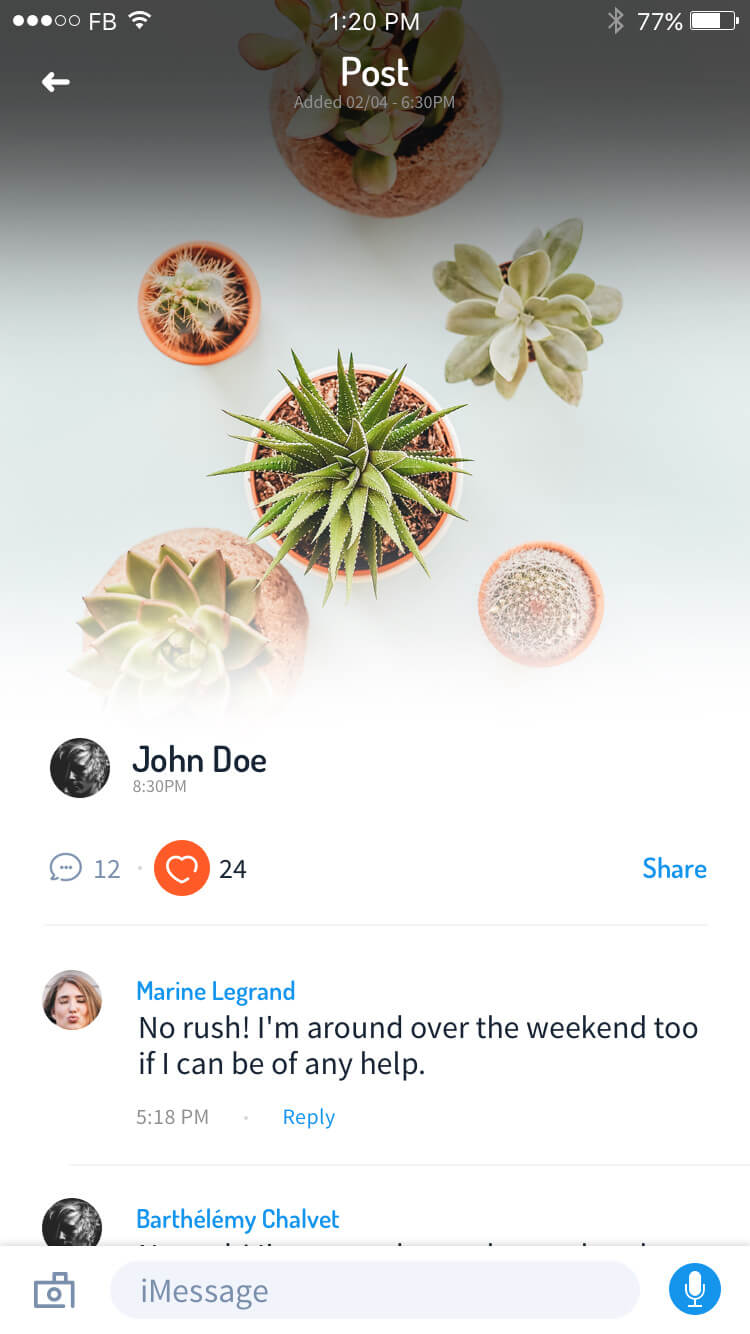 FB 1:20 PM 77%
Post
Added 02/04 - 6:30PM
John Doe
8:30PM
12 24 Share
Marine Legrand
No rush! I'm around over the weekend too
if I can be of any help.
5:18 PM Reply
Barthélémy Chalvet
iMessage